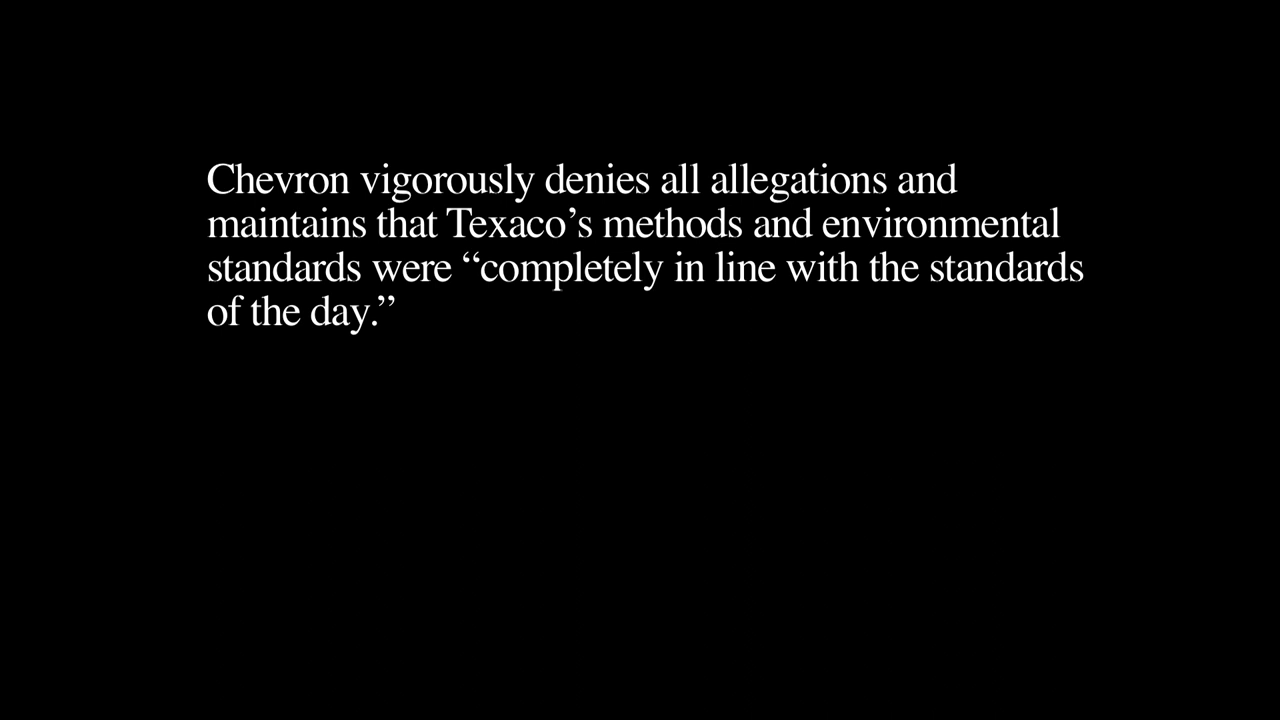 Chevron vigorously denies all allegations and
maintains that Texaco’s methods and environmental
standards were “completely in line with the standards
of the day.”